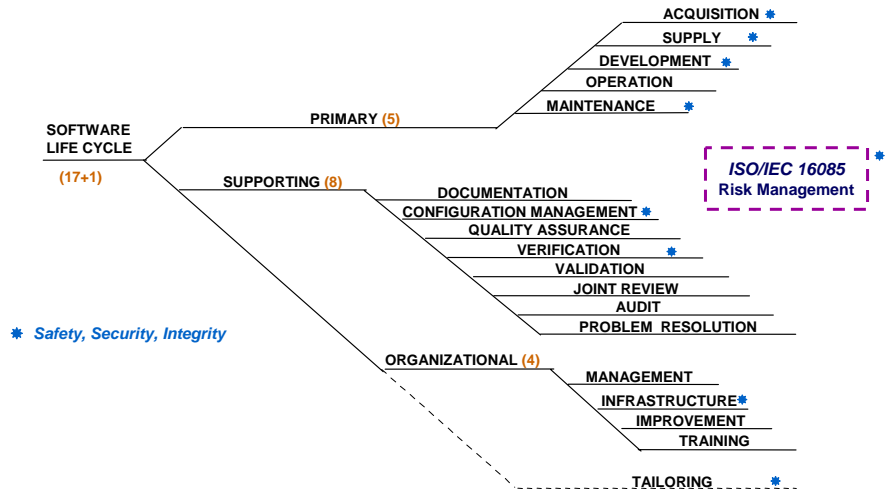 SOFTWARE
LIFE CYCLE
(17+1)
PRIMARY (5)
ACQUISITION
SUPPLY
DEVELOPMENT
OPERATION
MAINTENANCE
ISO/IEC 16085
Risk Management
SUPPORTING (8)
DOCUMENTATION
CONFIGURATION MANAGEMENT
QUALITY ASSURANCE
VERIFICATION
VALIDATION
JOINT REVIEW
AUDIT
PROBLEM RESOLUTION
Safety, Security, Integrity
ORGANIZATIONAL (4)
MANAGEMENT
INFRASTRUCTURE
IMPROVEMENT
TRAINING
TAILORING